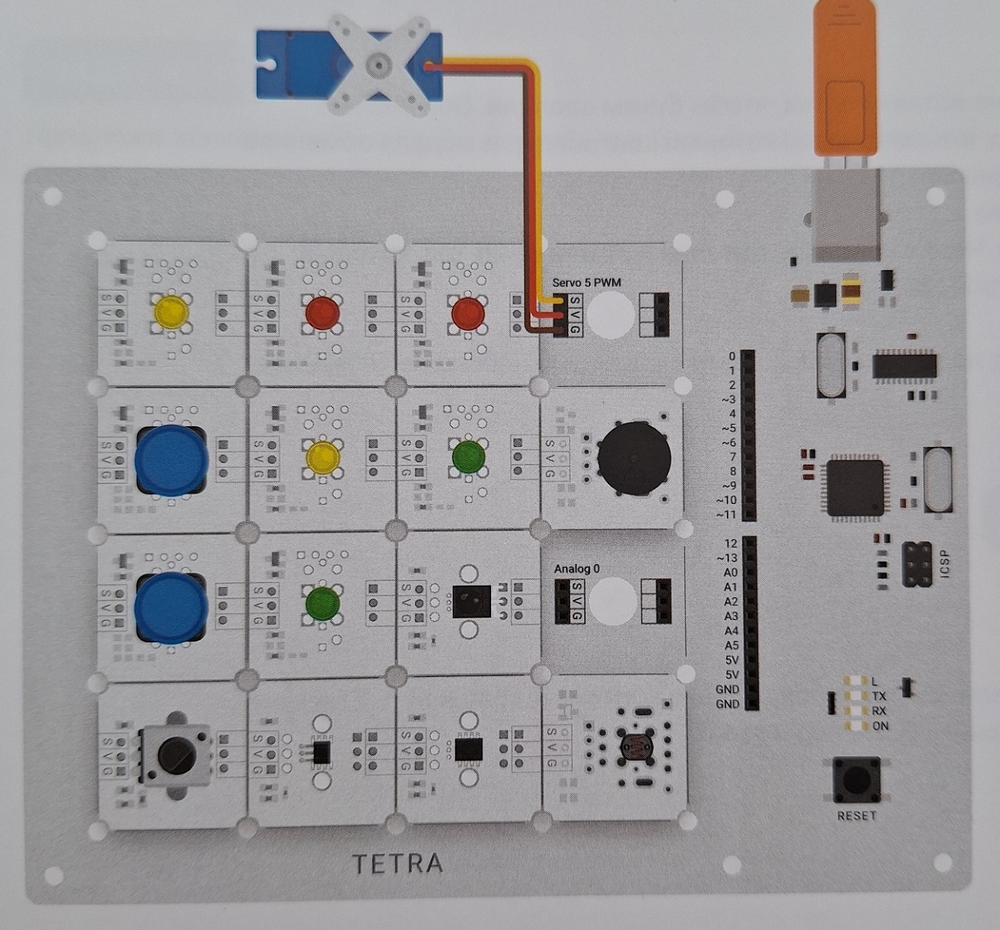 Servo 5 PWM
S V G
S V G
S V G
S V G
S V G
S V G
S V G
S V G
S V G
S V G
S V G
Analog 0
S V G
S V G
S V G
S V G
S V G
TETRA
0
1
2
~3
4
~5
~6
7
8
~9
~10
~11
12
~13
A0
A1
A2
A3
A4
A5
5V
5V
GND
GND
ICSP
L
TX
RX
ON
RESET